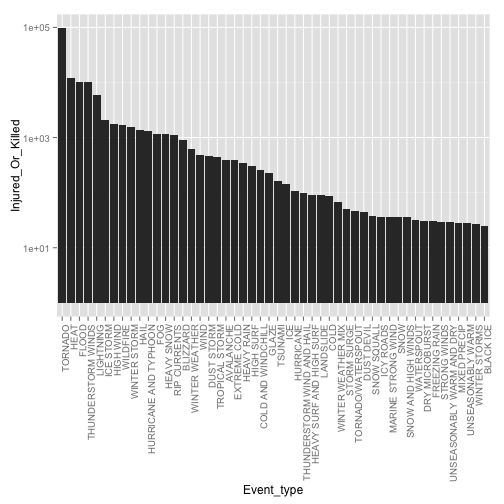 1e+05
1e+03
1e+01
Injured_Or_Killed
TORNADO
HEAT
FLOOD
THUNDERSTORM WINDS
LIGHTNING
ICE STORM
HIGH WIND
WILDFIRE
WINTER STORM
HAIL
HURRICANE AND TYPHOON
FOG
HEAVY SNOW
RIP CURRENTS
BLIZZARD
WINTER WEATHER
WIND
DUST STORM
TROPICAL STORM
AVALANCHE
EXTREME COLD
HEAVY RAIN
HIGH SURF
COLD AND WINDCHILL
GLAZE
TSUNAMI
ICE
HURRICANE
THUNDERSTORM WIND AND HAIL
HEAVY SURF AND HIGH SURF
LANDSLIDE
COLD
WINTER WEATHER MIX
STORM SURGE
TORNADO/WATERSPOUT
DUST DEVIL
SNOW SQUALL
ICY ROADS
MARINE STRONG WIND
SNOW
SNOW AND HIGH WINDS
WATERSPOUT
DRY MICROBURST
FREEZING RAIN
STRONG WINDS
UNSEASONABLY WARM AND DRY
MIXED PRECIP
UNSEASONABLY WARM
WINTER STORMS
BLACK ICE
Event_type